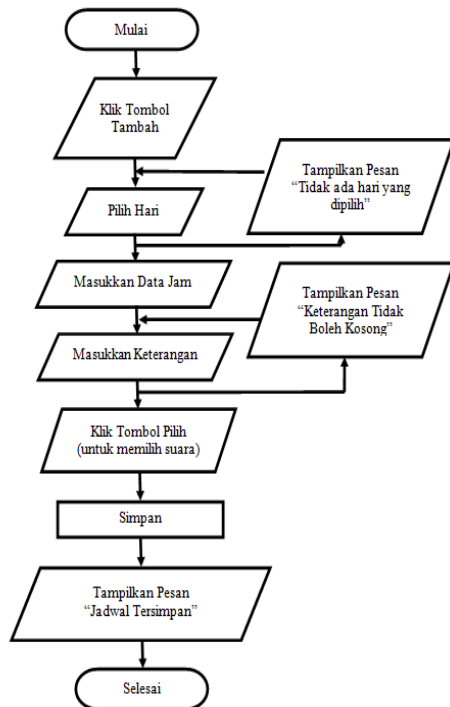 Mulai
Klik Tombol
Tambah
Tampilkan Pesan
“Tidak ada hari yang
dipilih”
Pilih Hari
Masukkan Data Jam
Tampilkan Pesan
“Keterangan Tidak
Boleh Kosong”
Masukkan Keterangan
Klik Tombol Pilih
(untuk memilih suara)
Simpan
Tampilkan Pesan
“Jadwal Tersimpan”
Selesai